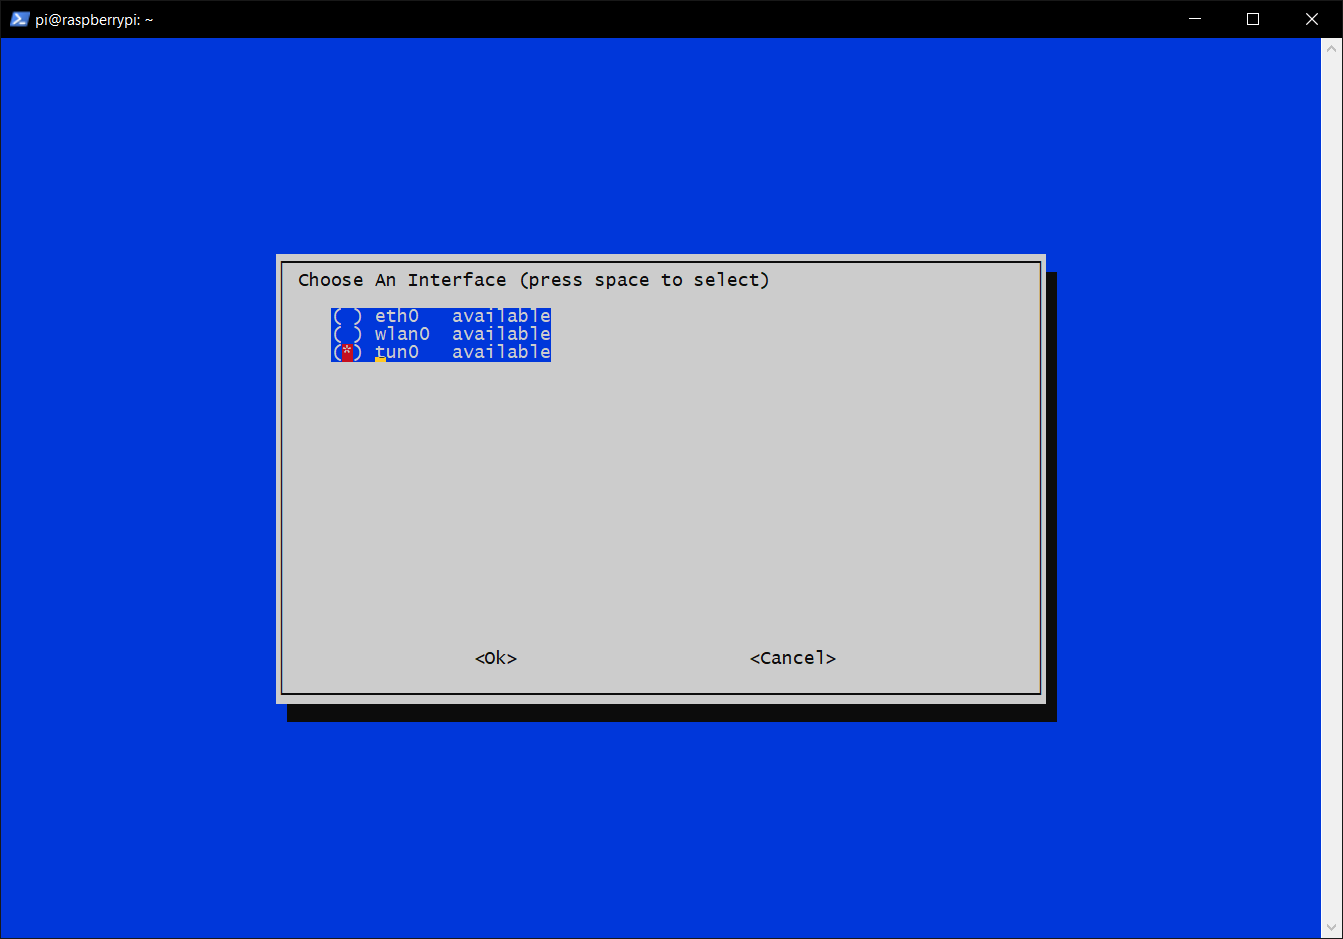 pi@raspberrypi: ~
Choose An Interface (press space to select)
( ) eth0 available
( ) wlan0 available
(*) tun0 available
<Ok> <Cancel>